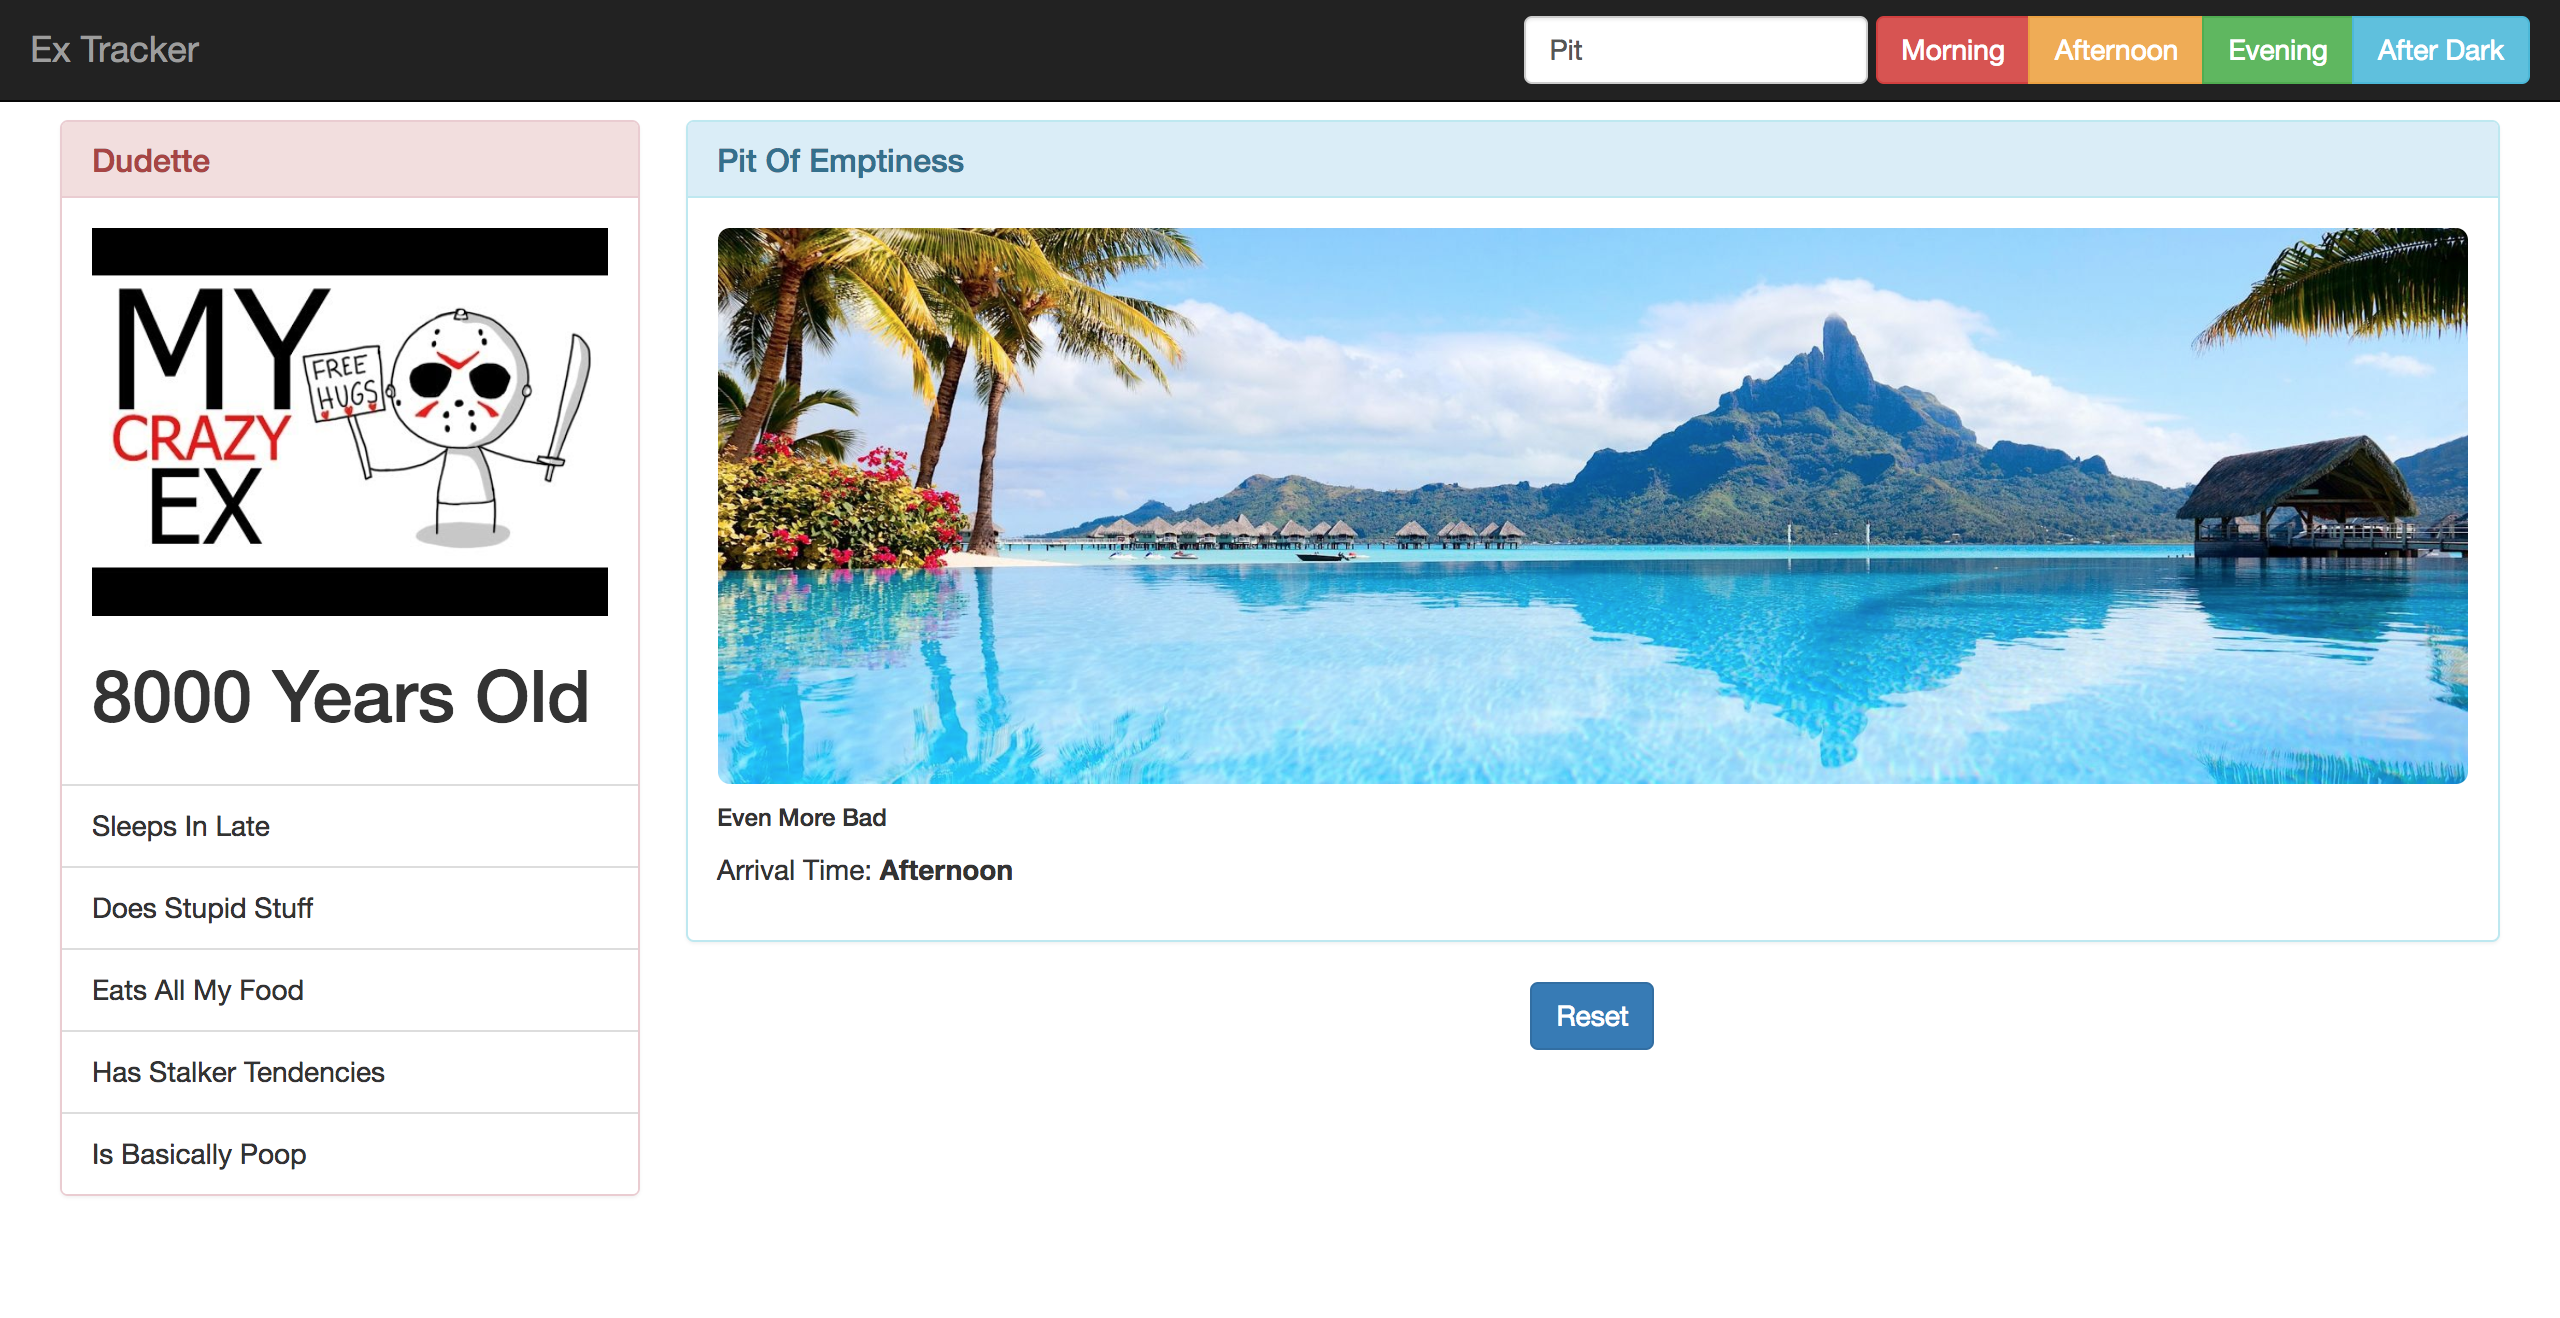 Ex Tracker
Pit
Morning
Afternoon
Evening
After Dark
Dudette
MY
CRAZY
EX
FREE
HUGS
8000 Years Old
Sleeps In Late
Does Stupid Stuff
Eats All My Food
Has Stalker Tendencies
Is Basically Poop
Pit Of Emptiness
Even More Bad
Arrival Time: Afternoon
Reset